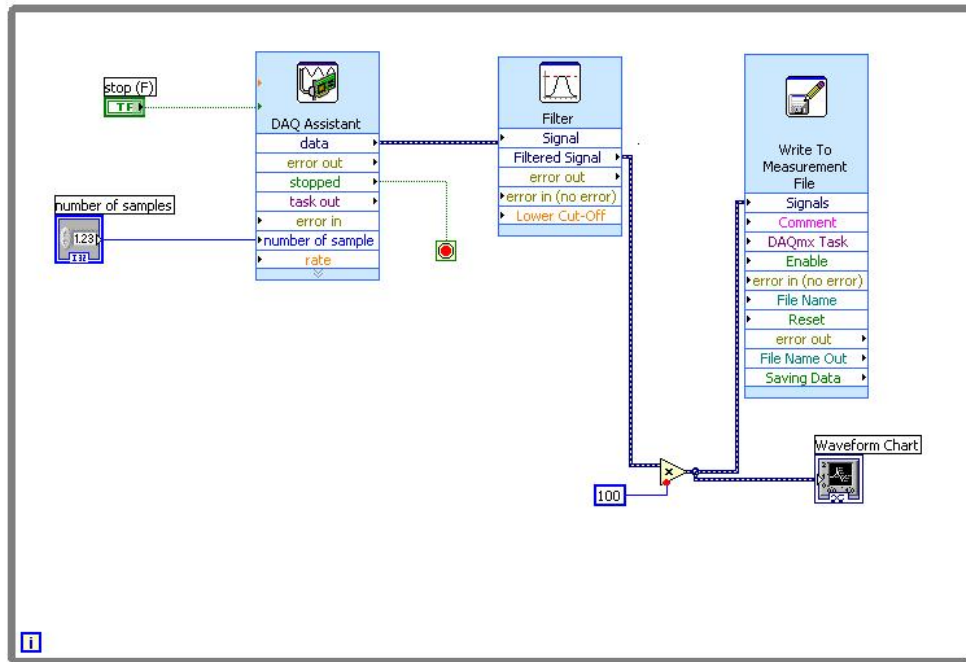 stop (F)
TF
number of samples
1.23
I32
DAQ Assistant
data
error out
stopped
task out
error in
number of sample
rate
Filter
Signal
Filtered Signal
error out
error in (no error)
Lower Cut-Off
Write To
Measurement
File
Signals
Comment
DAQmx Task
Enable
error in (no error)
File Name
Reset
error out
File Name Out
Saving Data
x
100
Waveform Chart
i